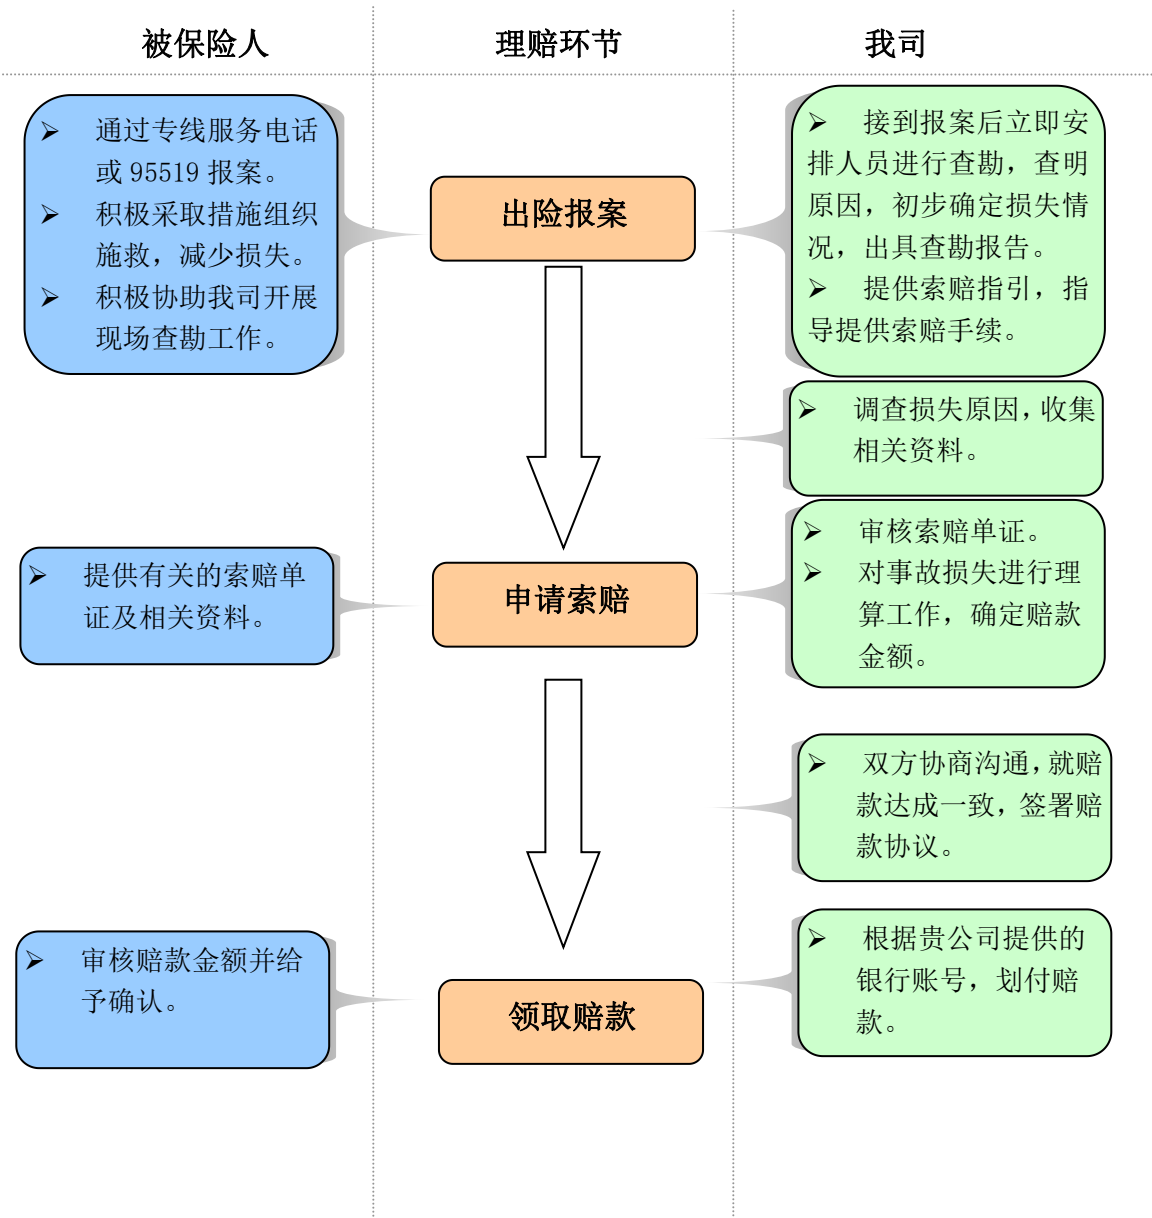 被保险人
理赔环节
我司
➢ 通过专线服务电话
或 95519 报案。
➢ 积极采取措施组织
施救，减少损失。
➢ 积极协助我司开展
现场查勘工作。
出险报案
➢ 接到报案后立即安
排人员进行查勘，查明
原因，初步确定损失情
况，出具查勘报告。
➢ 提供索赔指引，指
导提供索赔手续。
➢ 调查损失原因，收集
相关资料。
➢ 提供有关的索赔单
证及相关资料。
申请索赔
➢ 审核索赔单证。
➢ 对事故损失进行理
算工作，确定赔款
金额。
➢ 双方协商沟通，就赔
款达成一致，签署赔
款协议。
➢ 审核赔款金额并给
予确认。
领取赔款
➢ 根据贵公司提供的
银行账号，划付赔
款。